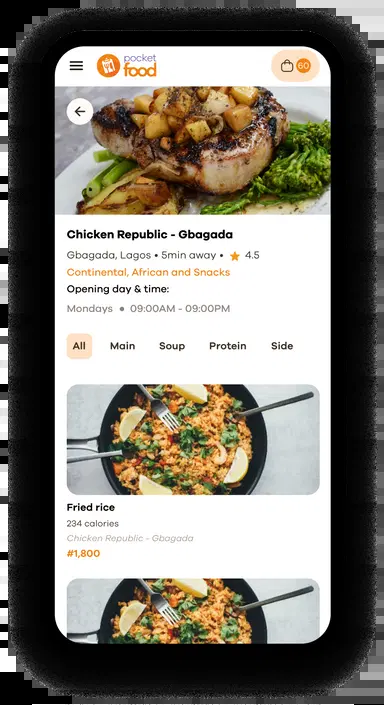 pocket
food
60
Chicken Republic - Gbagada
Gbagada, Lagos • 5min away • ★ 4.5
Continental, African and Snacks
Opening day & time:
Mondays • 09:00AM - 09:00PM
All Main Soup Protein Side
Fried rice
234 calories
Chicken Republic - Gbagada
#1,800